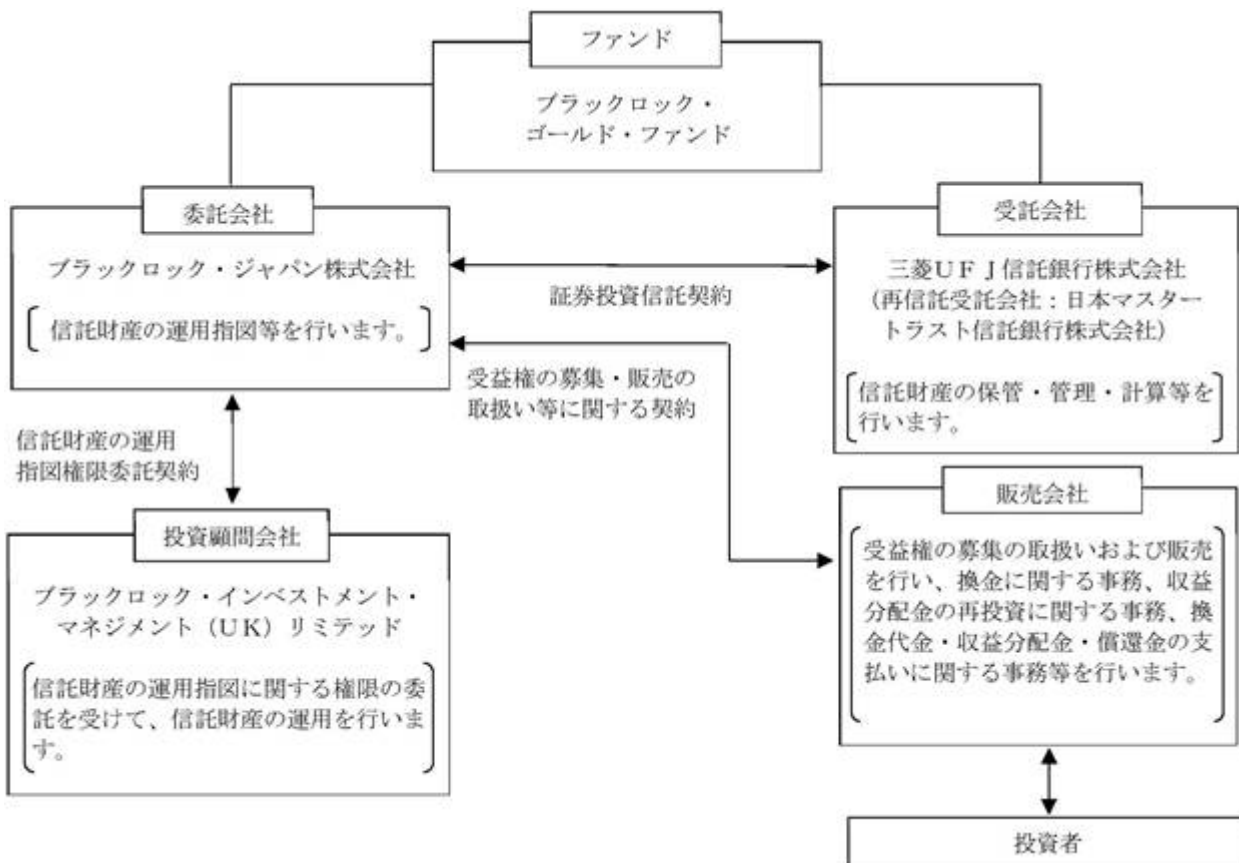 ファンド
ブラックロック・
ゴールド・ファンド
委託会社
ブラックロック・ジャパン株式会社
信託財産の運用指図等を行います。
証券投資信託契約
受益権の募集・販売の
取扱い等に関する契約
受託会社
三菱UFJ信託銀行株式会社
(再信託受託会社:日本マスター
トラスト信託銀行株式会社)
信託財産の保管・管理・計算等を
行います。
信託財産の運用
指図権限委託契約
投資顧問会社
ブラックロック・インベストメント・
マネジメント(UK)リミテッド
信託財産の運用指図に関する権限の委
託を受けて、信託財産の運用を行いま
す。
販売会社
受益権の募集の取扱いおよび販売
を行い、換金に関する事務、収益
分配金の再投資に関する事務、換
金代金・収益分配金・償還金の支
払いに関する事務等を行います。
投資者